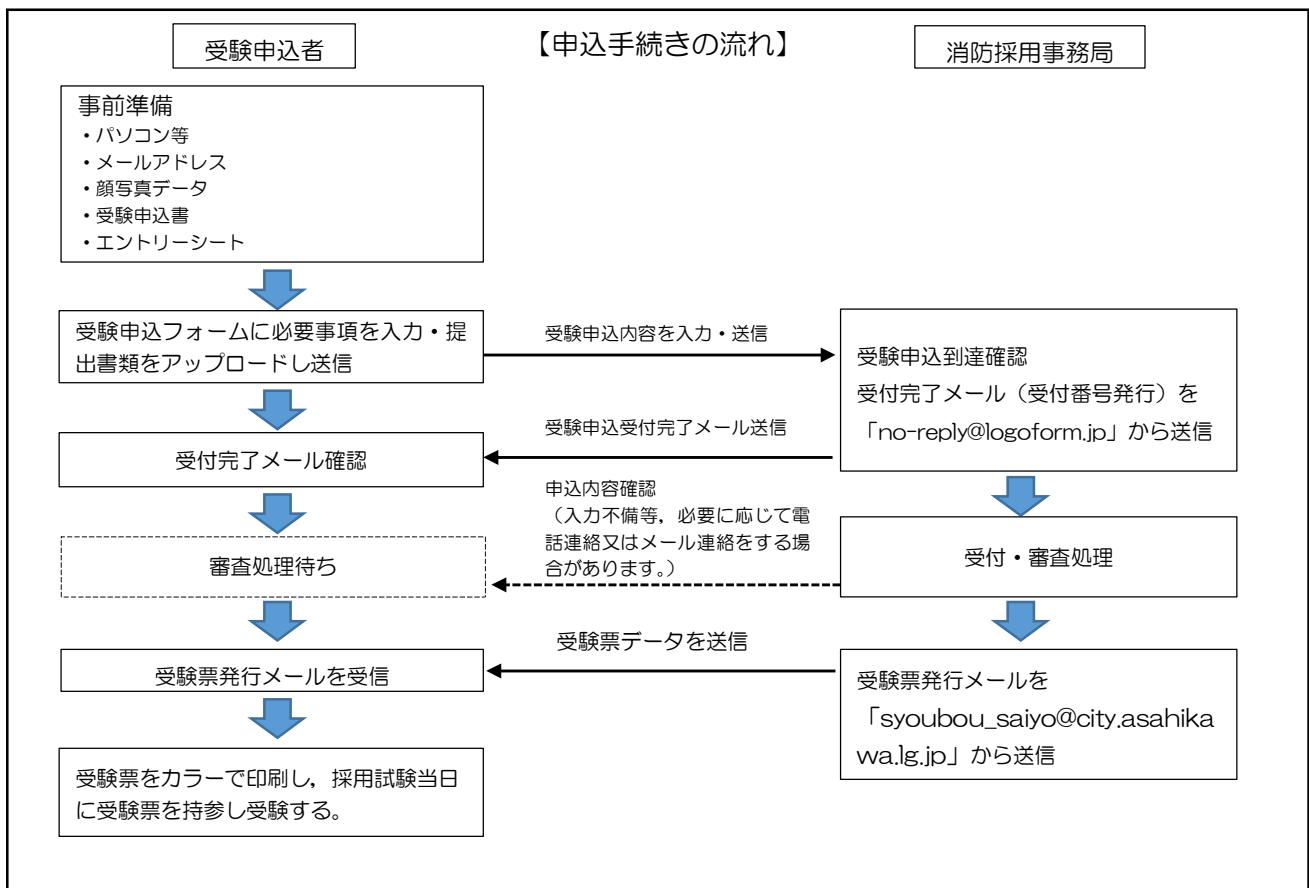 受験申込者
【申込手続きの流れ】
消防採用事務局
事前準備
・パソコン等
・メールアドレス
・顔写真データ
・受験申込書
・エントリーシート
受験申込フォームに必要事項を入力・提
出書類をアップロードし送信
受験申込内容を入力・送信
受験申込到達確認
受付完了メール（受付番号発行）を
「no-reply@logoform.jp」から送信
受験申込受付完了メール送信
受付完了メール確認
申込内容確認
（入力不備等，必要に応じて電
話連絡又はメール連絡をする場
合があります。）
受付・審査処理
審査処理待ち
受験票データを送信
受験票発行メールを受信
受験票発行メールを
「syoubou_saiyo@city.asahika
wa.lg.jp」から送信
受験票をカラーで印刷し，採用試験当日
に受験票を持参し受験する。